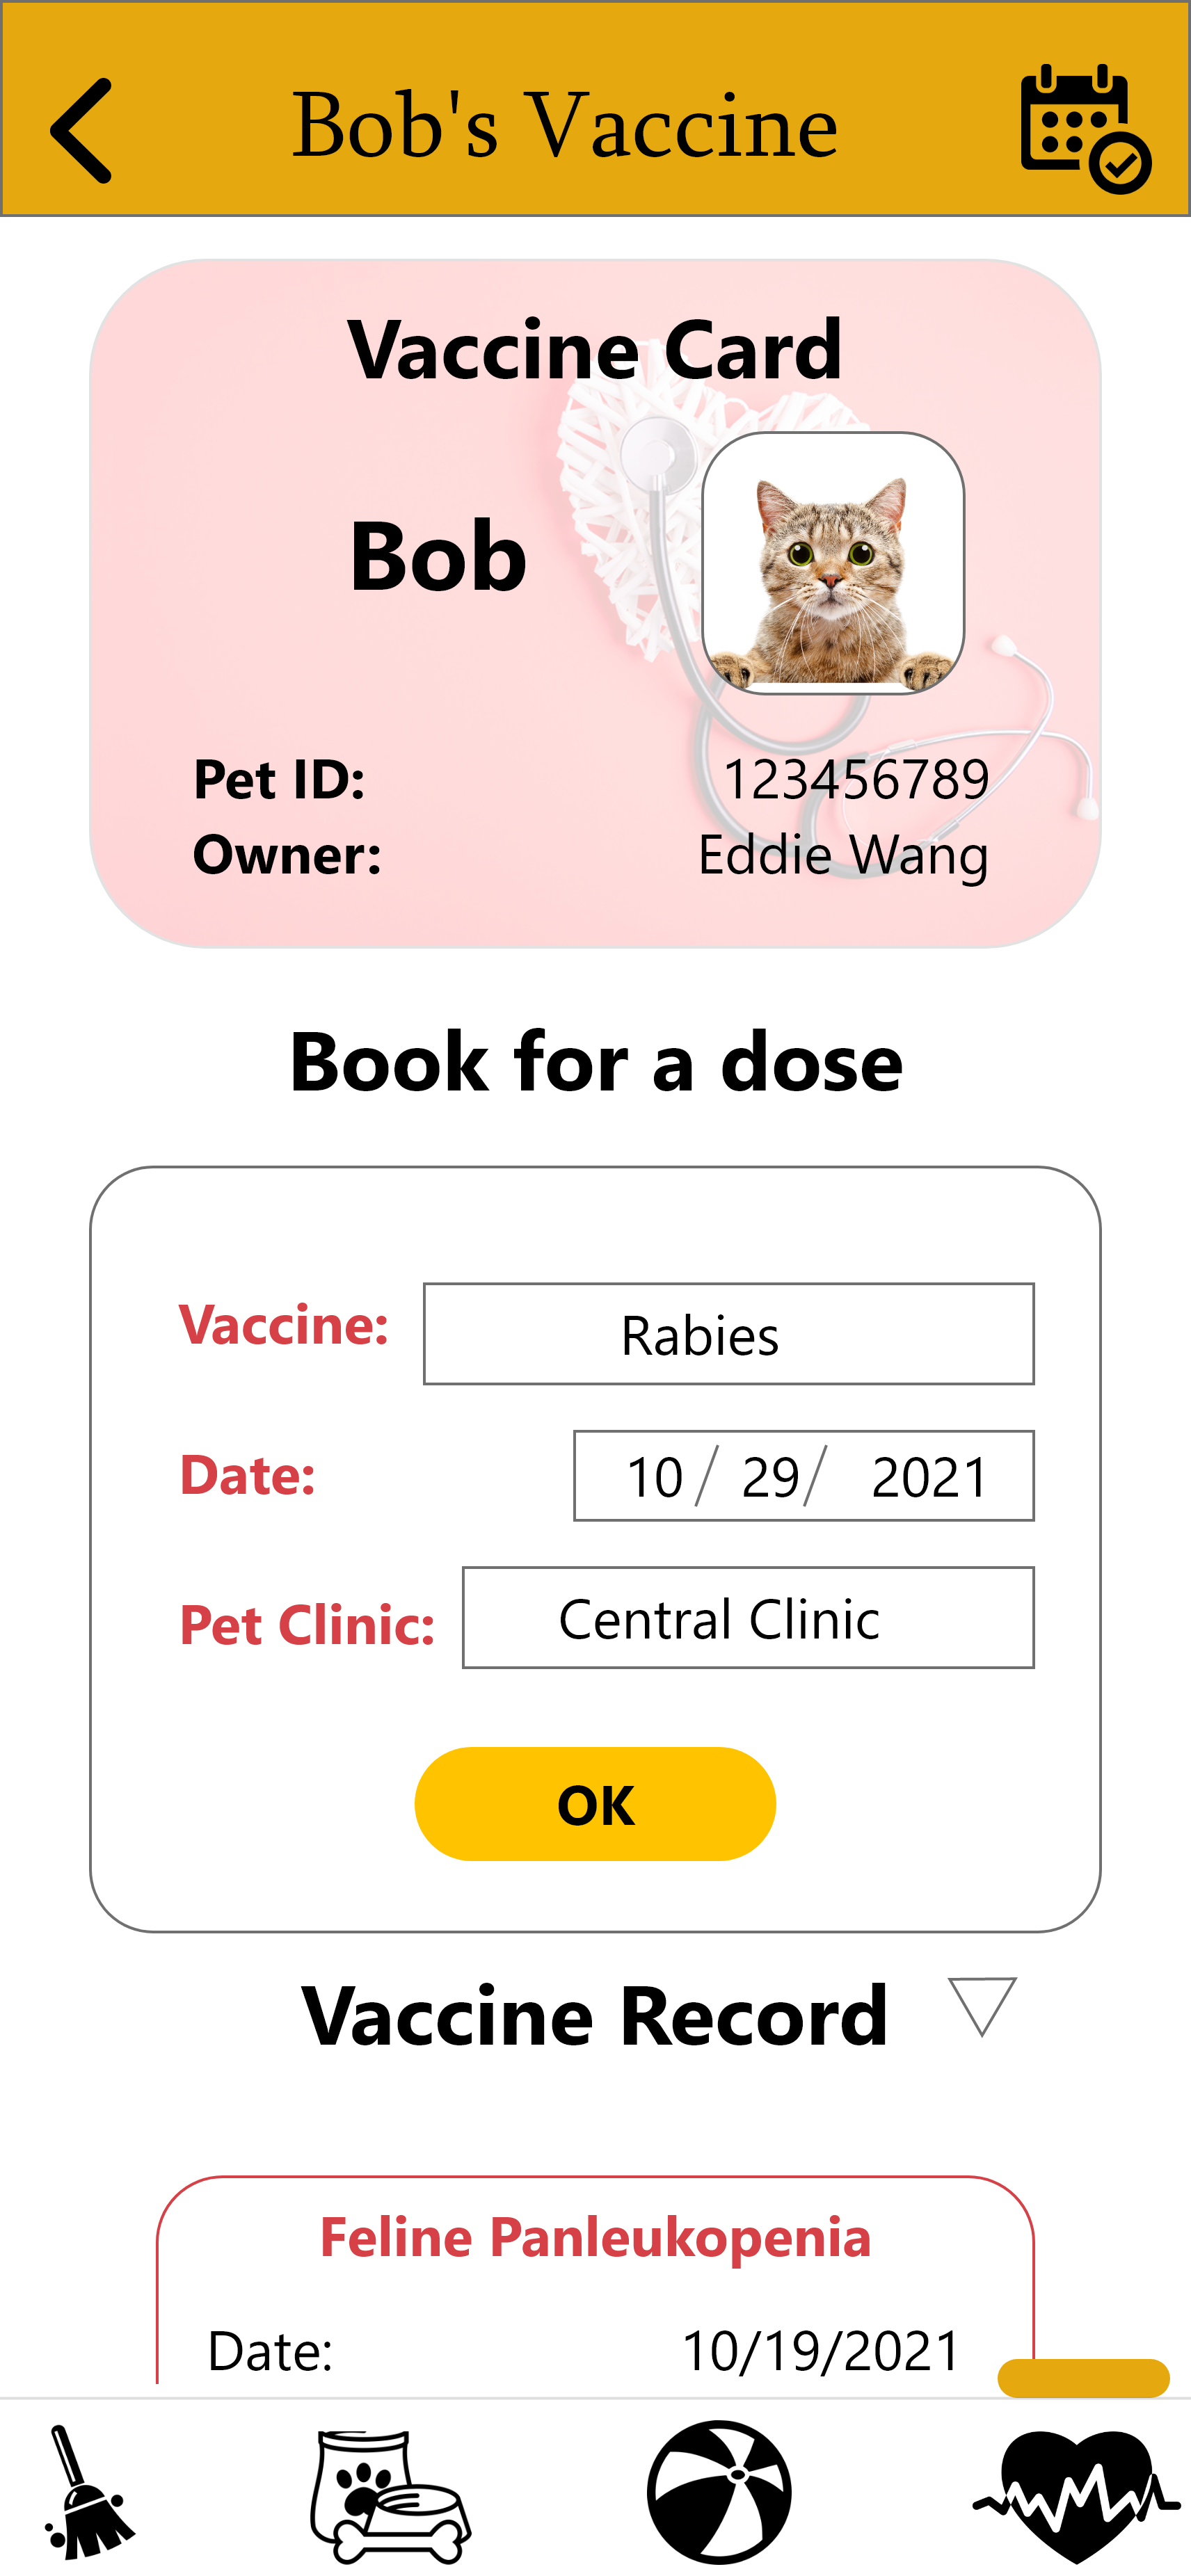 Bob's Vaccine
Vaccine Card
Bob
Pet ID: 123456789
Owner: Eddie Wang
Book for a dose
Vaccine: Rabies
Date: 10/ 29/ 2021
Pet Clinic: Central Clinic
OK
Vaccine Record
Feline Panleukopenia
Date: 10/19/2021